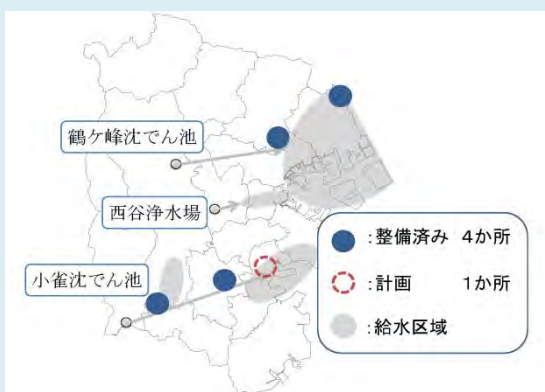 鶴ケ峰沈でん池
西谷浄水場
小雀沈でん池
:整備済み 4か所
:計画 1か所
:給水区域